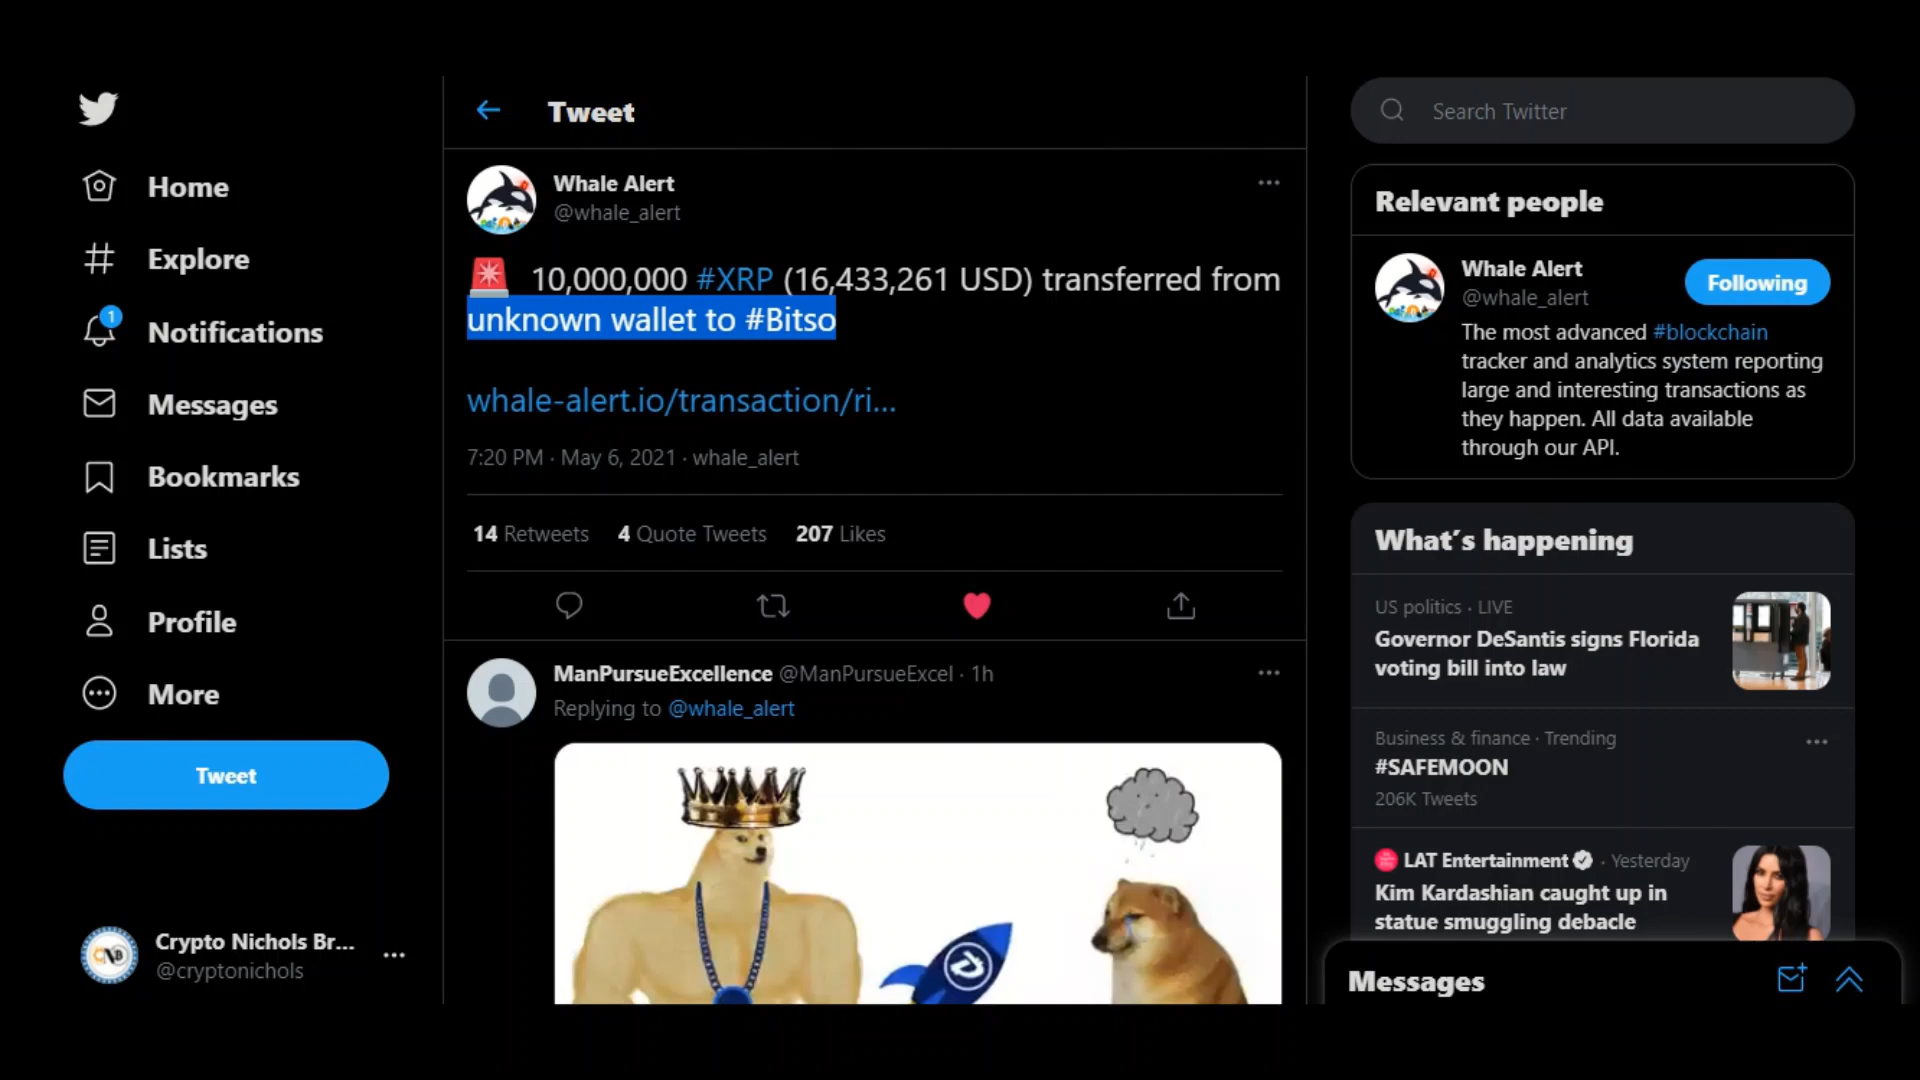 Home
Explore
1
Notifications
Messages
Bookmarks
Lists
Profile
More
Tweet
Crypto Nichols Br...
@cryptonichols
Tweet
Whale Alert
@whale_alert
10,000,000 #XRP (16,433,261 USD) transferred from
unknown wallet to #Bitso
whale-alert.io/transaction/ri...
7:20 PM · May 6, 2021 · whale_alert
14 Retweets 4 Quote Tweets 207 Likes
ManPursueExcellence @ManPursueExcel · 1h
Replying to @whale_alert
Search Twitter
Relevant people
Whale Alert
@whale_alert
Following
The most advanced #blockchain
tracker and analytics system reporting
large and interesting transactions as
they happen. All data available
through our API.
What's happening
US politics · LIVE
Governor DeSantis signs Florida
voting bill into law
Business & finance · Trending
#SAFEMOON
206K Tweets
LAT Entertainment · Yesterday
Kim Kardashian caught up in
statue smuggling debacle
Messages